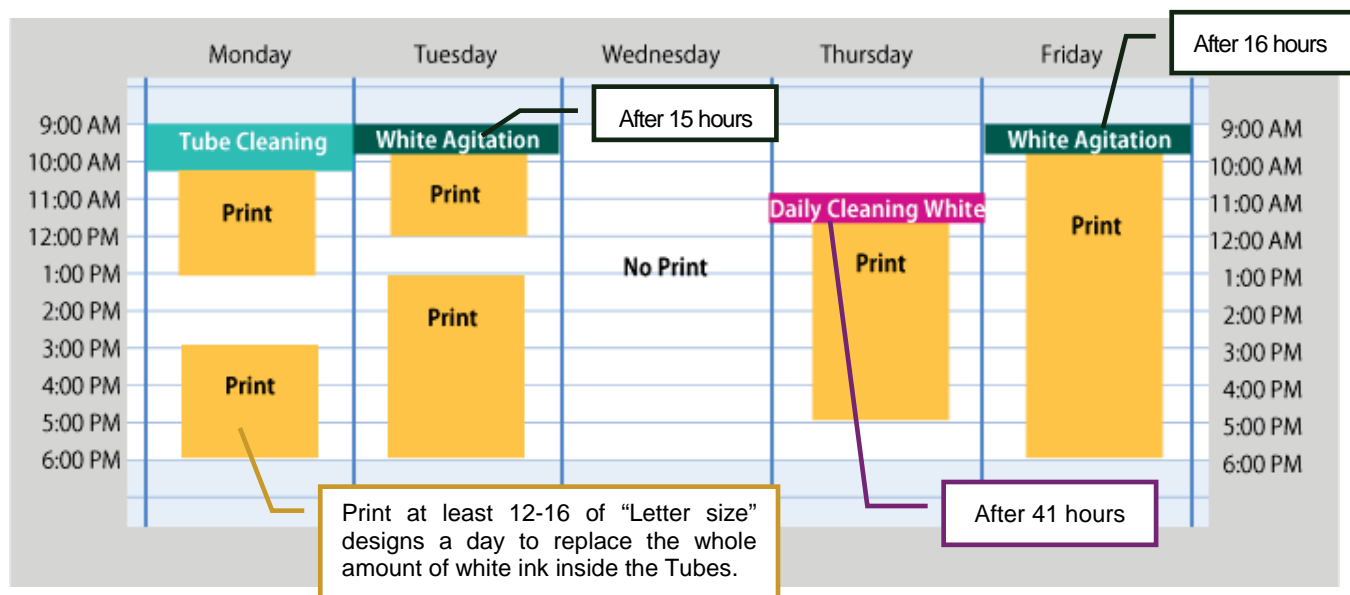 Monday Tuesday Wednesday Thursday Friday
After 16 hours
After 15 hours
9:00 AM
10:00 AM
11:00 AM
12:00 PM
1:00 PM
2:00 PM
3:00 PM
4:00 PM
5:00 PM
6:00 PM
Tube Cleaning
Print
Print
White Agitation
Print
Print
No Print
Daily Cleaning White
Print
White Agitation
Print
9:00 AM
10:00 AM
11:00 AM
12:00 AM
1:00 PM
2:00 PM
3:00 PM
4:00 PM
5:00 PM
6:00 PM
Print at least 12-16 of “Letter size”
designs a day to replace the whole
amount of white ink inside the Tubes.
After 41 hours